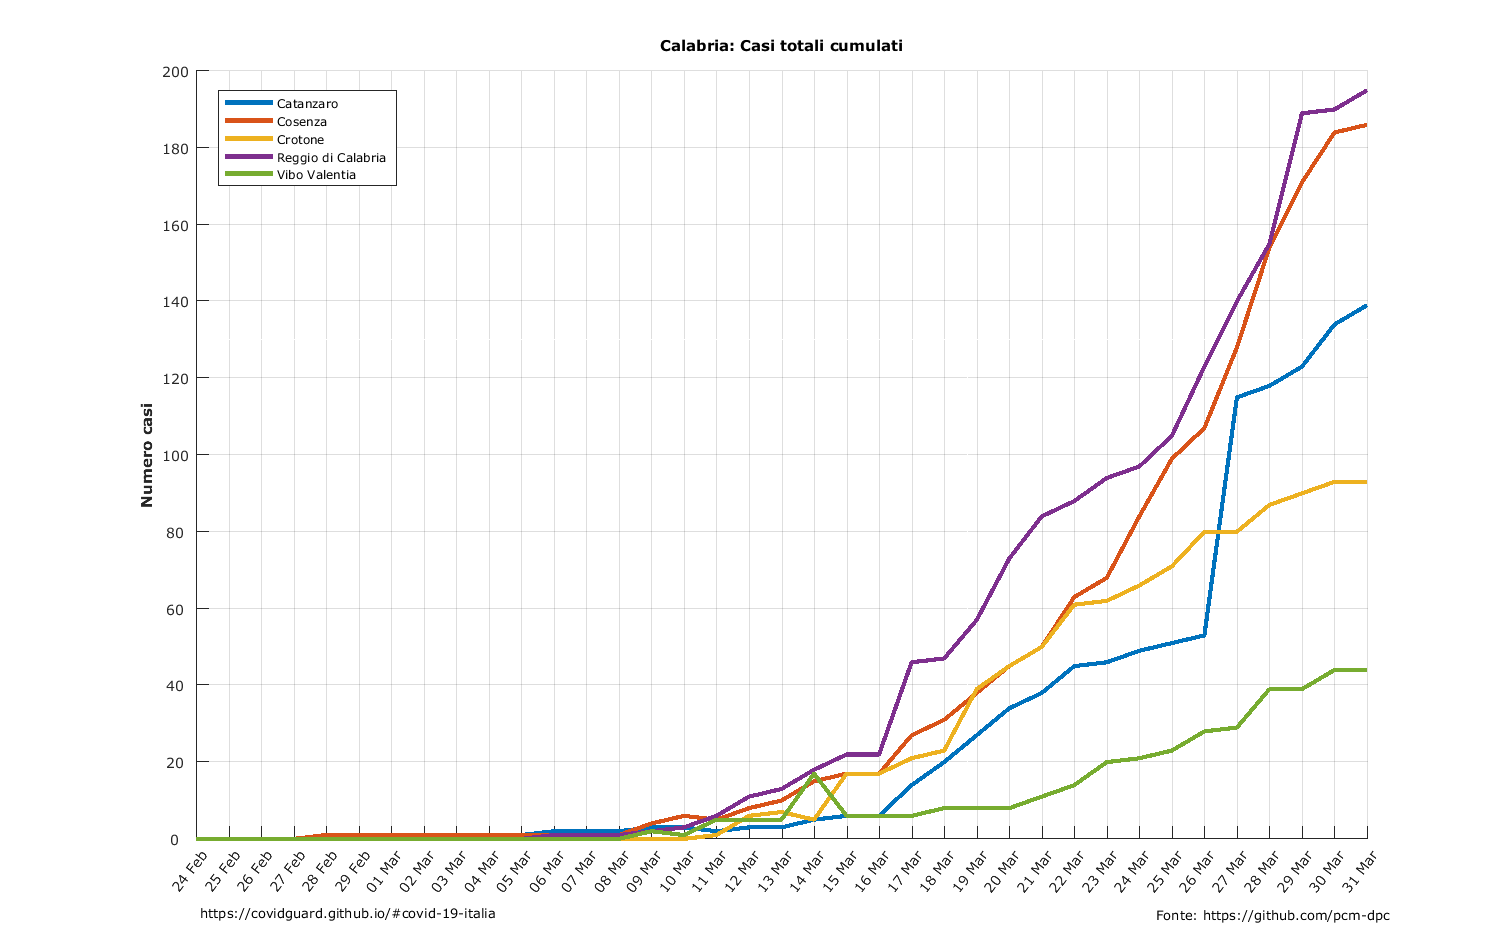 Calabria: Casi totali cumulati
Numero casi
200
180
160
140
120
100
80
60
40
20
0
Catanzaro
Cosenza
Crotone
Reggio di Calabria
Vibo Valentia
24 Feb
25 Feb
26 Feb
27 Feb
28 Feb
29 Feb
01 Mar
02 Mar
03 Mar
04 Mar
05 Mar
06 Mar
07 Mar
08 Mar
09 Mar
10 Mar
11 Mar
12 Mar
13 Mar
14 Mar
15 Mar
16 Mar
17 Mar
18 Mar
19 Mar
20 Mar
21 Mar
22 Mar
23 Mar
24 Mar
25 Mar
26 Mar
27 Mar
28 Mar
29 Mar
30 Mar
31 Mar
https://covidguard.github.io/#covid-19-italia
Fonte: https://github.com/pcm-dpc